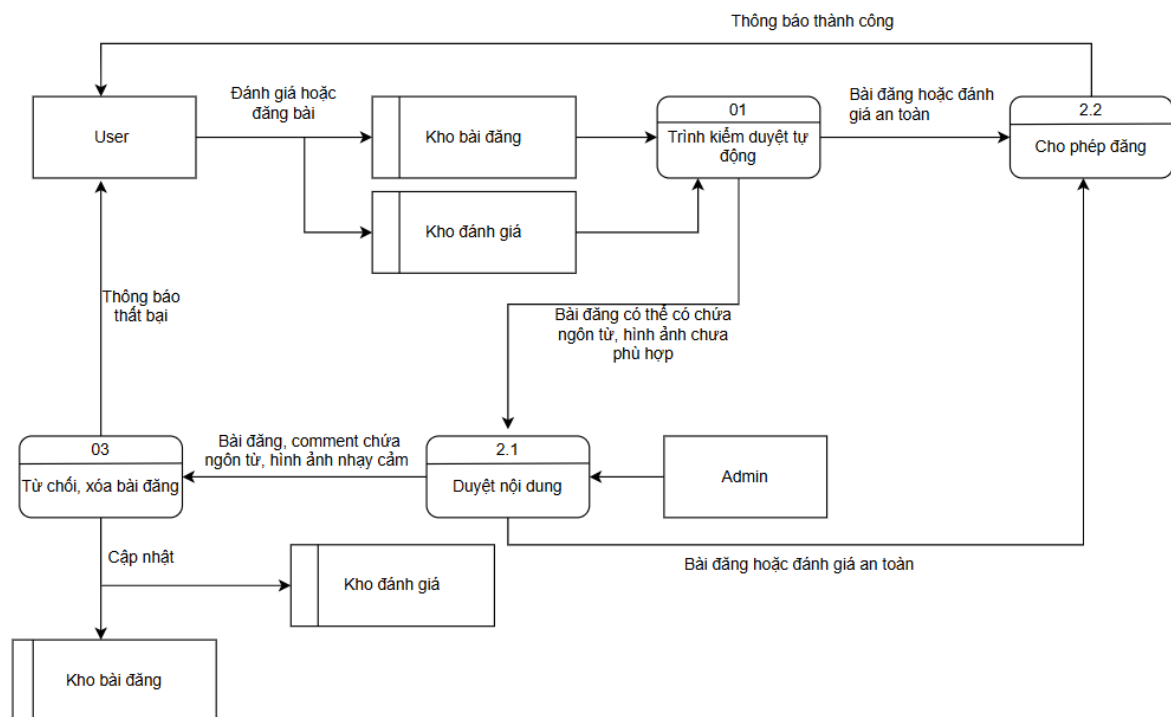 Thông báo thành công
Đánh giá hoặc
đăng bài
User
Kho bài đăng
01
Trình kiểm duyệt tự
động
Bài đăng hoặc đánh
giá an toàn
2.2
Cho phép đăng
Kho đánh giá
Thông báo
thất bại
Bài đăng có thể có chứa
ngôn từ, hình ảnh chưa
phù hợp
03
Từ chối, xóa bài đăng
Bài đăng, comment chứa
ngôn từ, hình ảnh nhạy cảm
2.1
Duyệt nội dung
Admin
Cập nhật
Kho đánh giá
Bài đăng hoặc đánh giá an toàn
Kho bài đăng